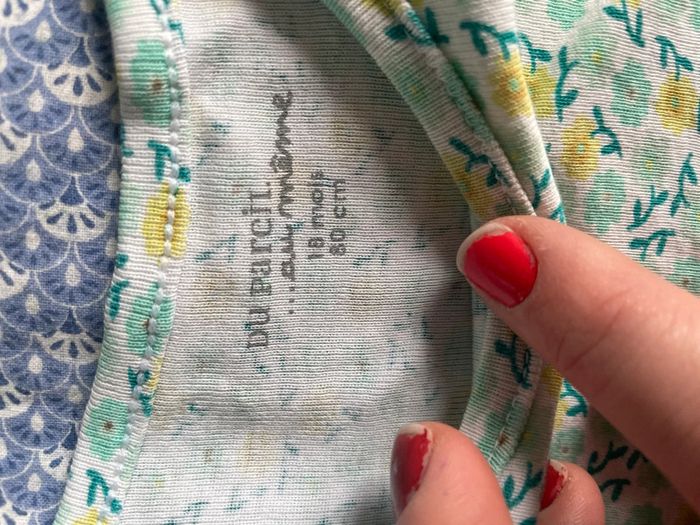 DU PAREIL
...au même
18 mois
80 cm